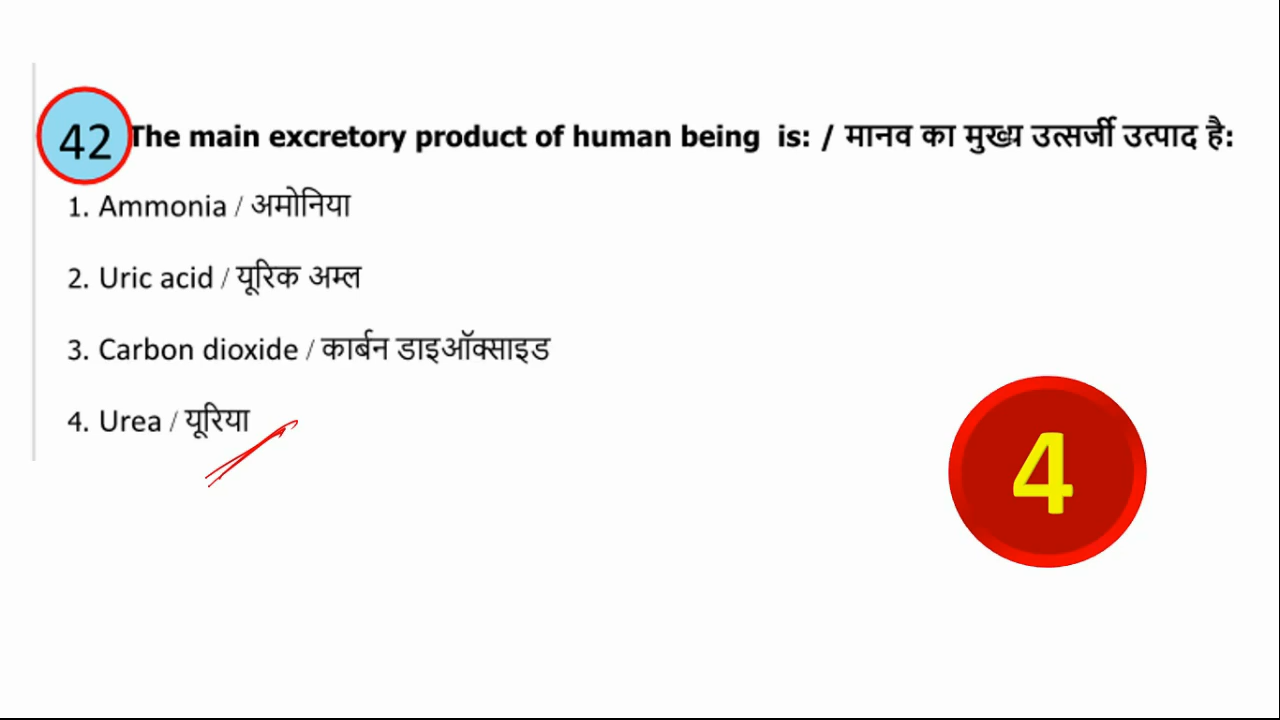 42 The main excretory product of human being is: / मानव का मुख्य उत्सर्जी उत्पाद है:
1. Ammonia / अमोनिया
2. Uric acid / यूरिक अम्ल
3. Carbon dioxide / कार्बन डाइऑक्साइड
4. Urea / यूरिया
4